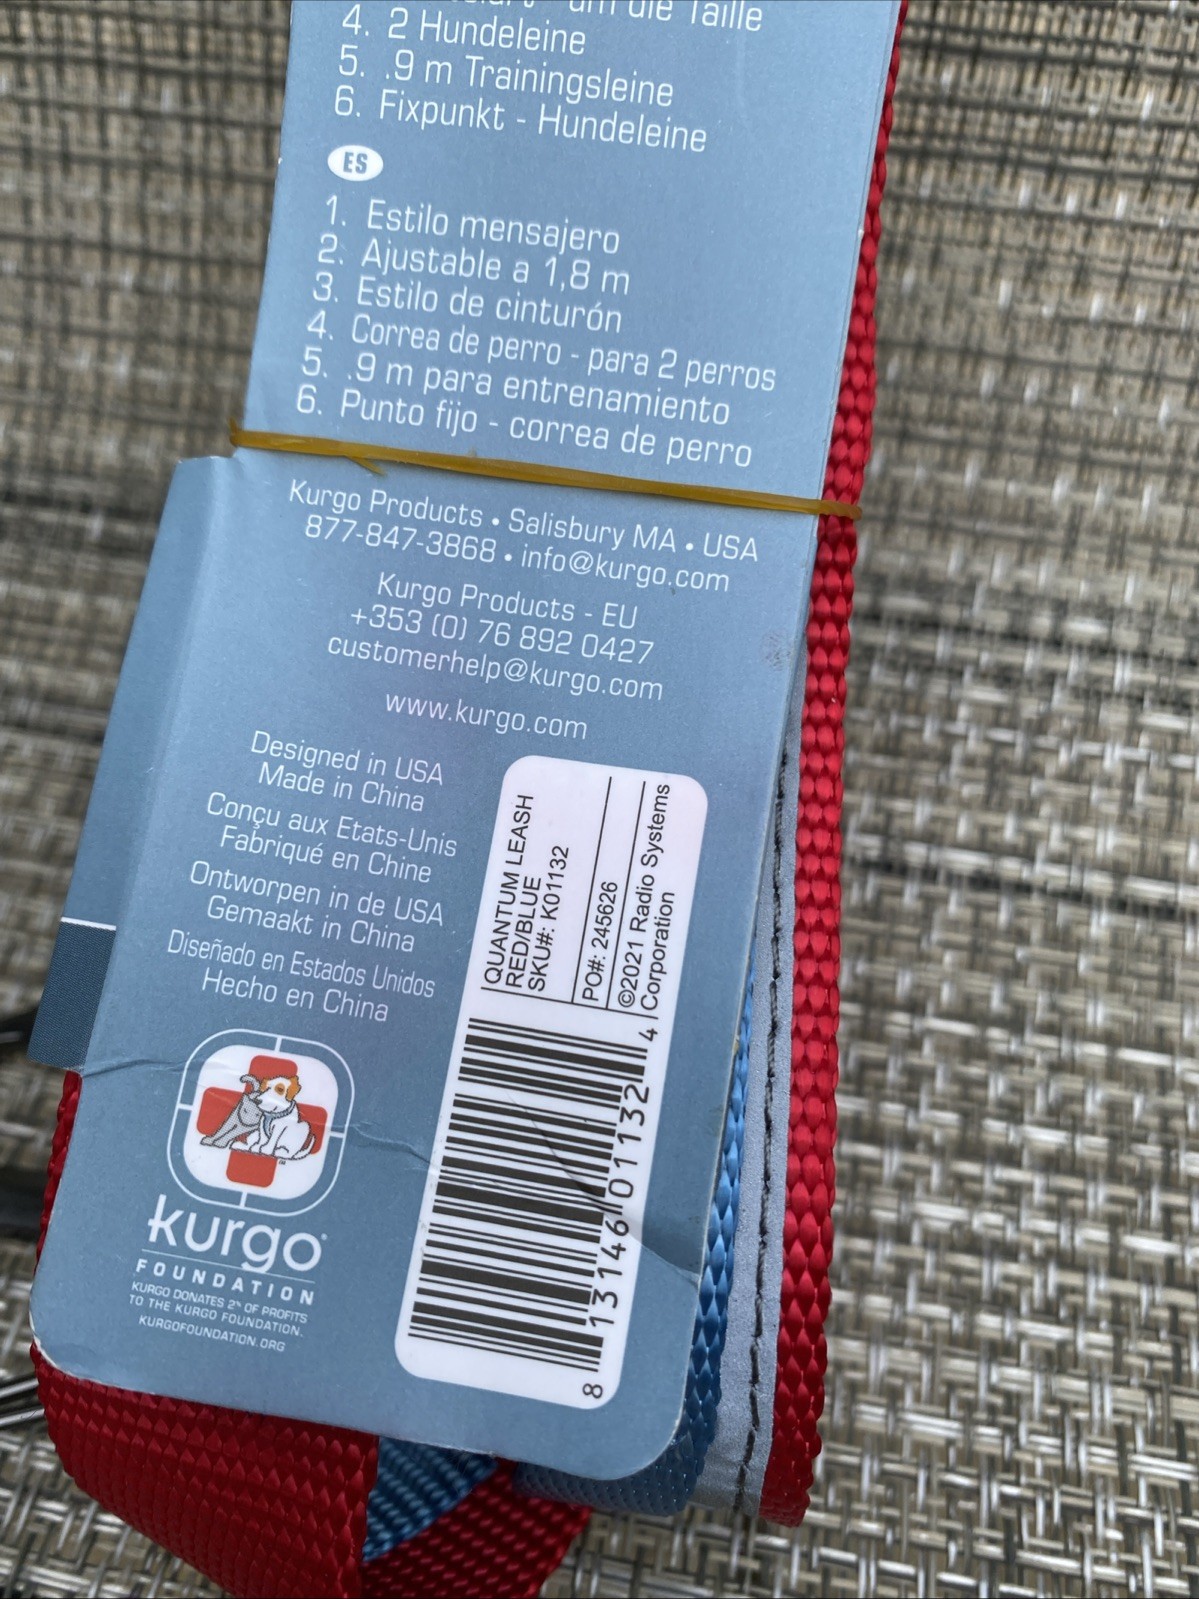 um die Taille
4. 2 Hundeleine
5. .9 m Trainingsleine
6. Fixpunkt - Hundeleine
ES
1. Estilo mensajero
2. Ajustable a 1,8 m
3. Estilo de cinturón
4. Correa de perro - para 2 perros
5. .9 m para entrenamiento
6. Punto fijo - correa de perro
Kurgo Products • Salisbury MA • USA
877-847-3868 • info@kurgo.com
Kurgo Products - EU
+353 (0) 76 892 0427
customerhelp@kurgo.com
www.kurgo.com
Designed in USA
Made in China
Conçu aux Etats-Unis
Fabriqué en Chine
Ontworpen in de USA
Gemaakt in China
Diseñado en Estados Unidos
Hecho en China
kurgo
FOUNDATION
KURGO DONATES 2% OF PROFITS
TO THE KURGO FOUNDATION.
KURGOFOUNDATION.ORG
QUANTUM LEASH
RED/BLUE
SKU#: K01132
PO#: 245626
©2021 Radio Systems
Corporation
8 13146 01132 4